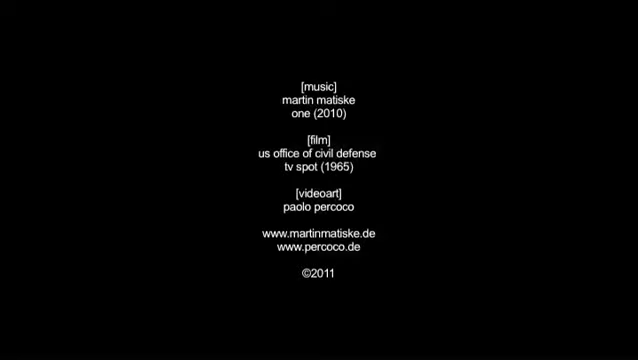 [music]
martin matiske
one (2010)
[film]
us office of civil defense
tv spot (1965)
[videoart]
paolo percoco
www.martinmatiske.de
www.percoco.de
©2011